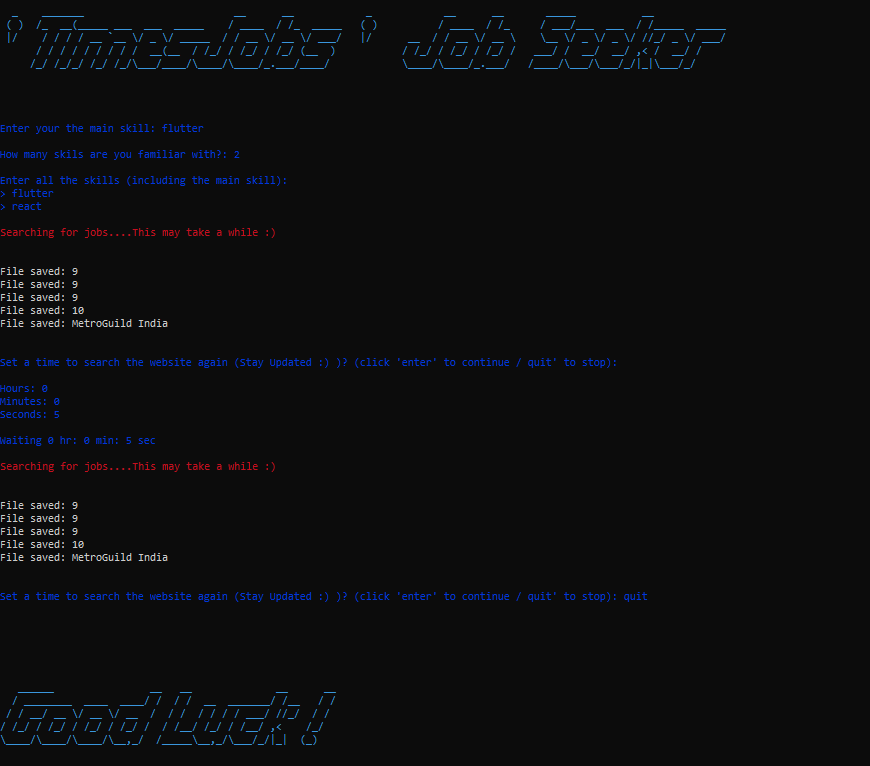 'TimesJobs' Job Seeker
Enter your the main skill: flutter
How many skils are you familiar with?: 2
Enter all the skills (including the main skill):
> flutter
> react
Searching for jobs....This may take a while :)
File saved: 9
File saved: 9
File saved: 9
File saved: 10
File saved: MetroGuild India
Set a time to search the website again (Stay Updated :) )? (click 'enter' to continue / quit' to stop):
Hours: 0
Minutes: 0
Seconds: 5
Waiting 0 hr: 0 min: 5 sec
Searching for jobs....This may take a while :)
File saved: 9
File saved: 9
File saved: 9
File saved: 10
File saved: MetroGuild India
Set a time to search the website again (Stay Updated :) )? (click 'enter' to continue / quit' to stop): quit
Good Luck!